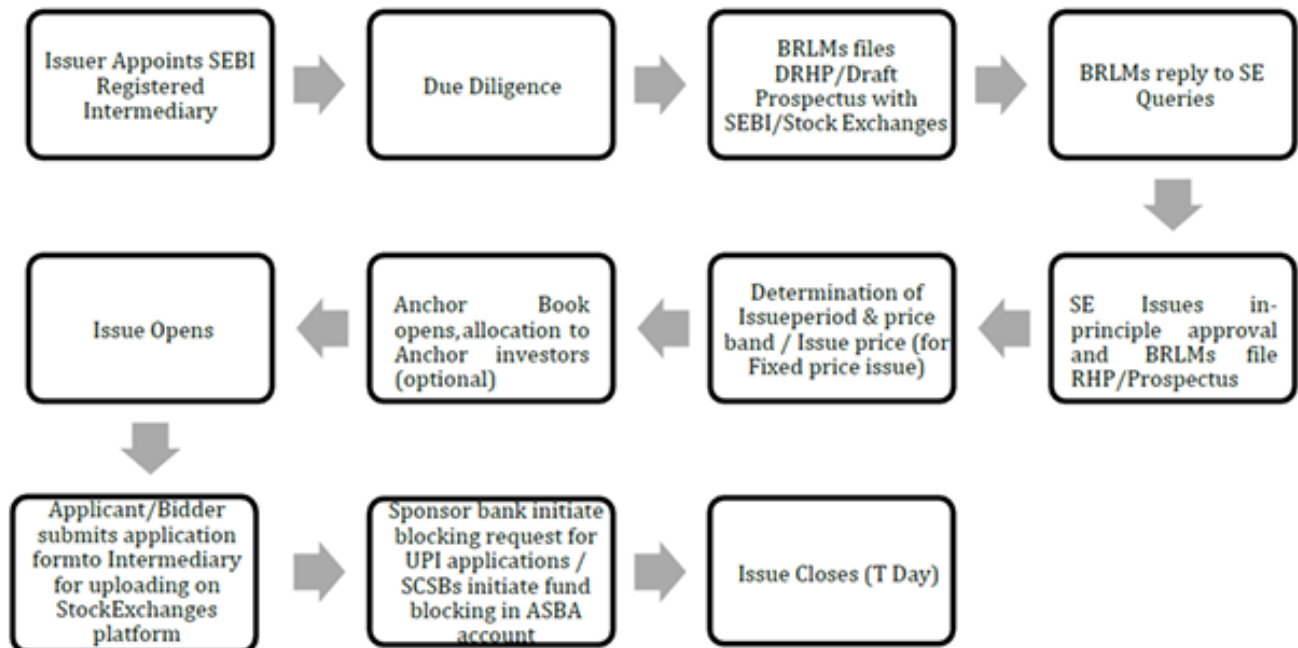 Issuer Appoints SEBI
Registered
Intermediary
Due Diligence
BRLMs files
DRHP/Draft
Prospectus with
SEBI/Stock Exchanges
BRLMs reply to SE
Queries
SE Issues in-
principle approval
and BRLMs file
RHP/Prospectus
Determination of
Issueperiod & price
band / Issue price (for
Fixed price issue)
Anchor Book
opens, allocation to
Anchor investors
(optional)
Issue Opens
Applicant/Bidder
submits application
formto Intermediary
for uploading on
StockExchanges
platform
Sponsor bank initiate
blocking request for
UPI applications /
SCSBs initiate fund
blocking in ASBA
account
Issue Closes (T Day)